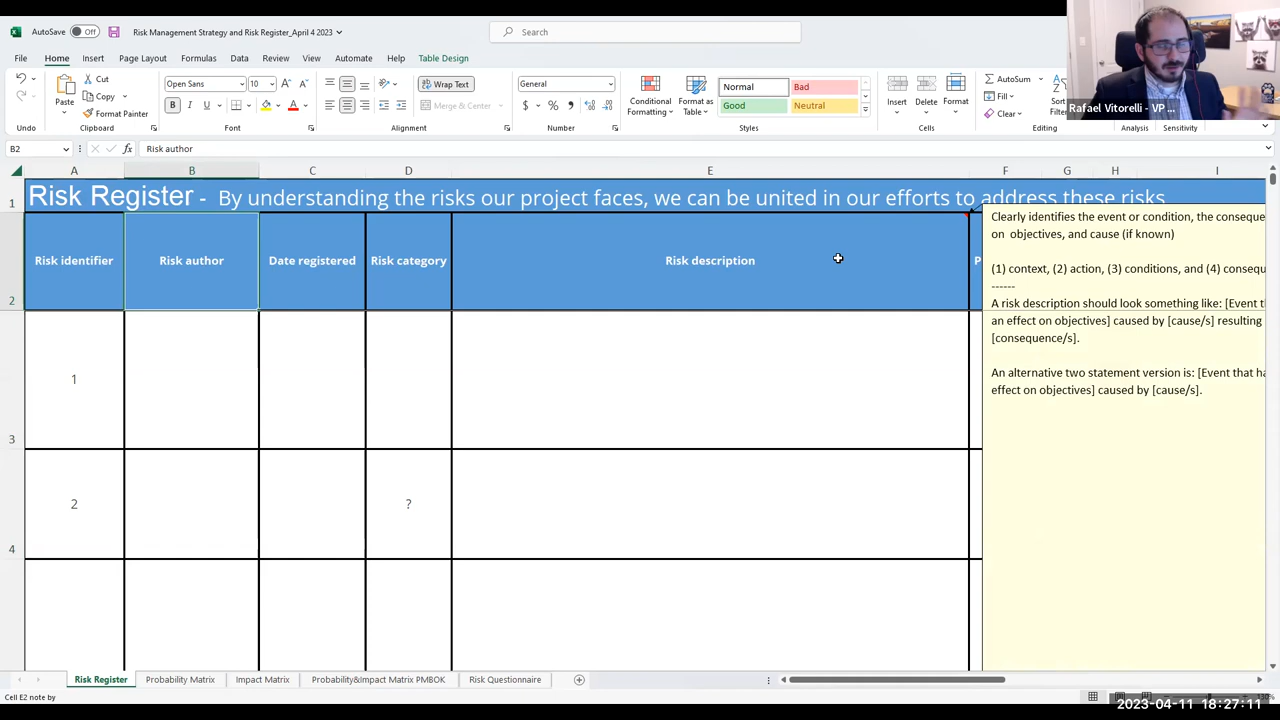 AutoSave Off Risk Management Strategy and Risk Register_April 4 2023 Search
File Home Insert Page Layout Formulas Data Review View Automate Help Table Design
Cut
Copy
Format Painter
Paste
Undo Clipboard
Open Sans 10
B I U
Font
Wrap Text
Merge & Center
Alignment
General
$ % 9
Number
Conditional Formatting
Format as Table
Normal Bad
Good Neutral
Styles
Insert Delete Format
Cells
AutoSum
Fill
Clear
Sort
Editing
Analysis Sensitivity
Rafael Vitorelli - VP ...
B2 fx Risk author
A B C D E F G H I
1 Risk Register - By understanding the risks our project faces, we can be united in our efforts to address these risks
2 Risk identifier Risk author Date registered Risk category Risk description P
Clearly identifies the event or condition, the conseque
on objectives, and cause (if known)
(1) context, (2) action, (3) conditions, and (4) consequ
------
A risk description should look something like: [Event t
an effect on objectives] caused by [cause/s] resulting
[consequence/s].
An alternative two statement version is: [Event that ha
effect on objectives] caused by [cause/s].
3 1
4 2 ?
Risk Register Probability Matrix Impact Matrix Probability&Impact Matrix PMBOK Risk Questionnaire
Cell E2 note by
2023-04-11 18:27:11